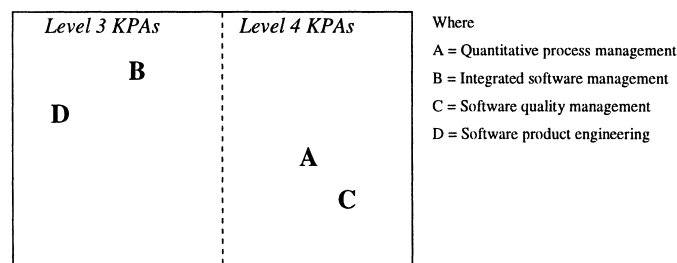 Level 3 KPAs Level 4 KPAs
Where
A = Quantitative process management
B
B = Integrated software management
D
C = Software quality management
D = Software product engineering
A
C